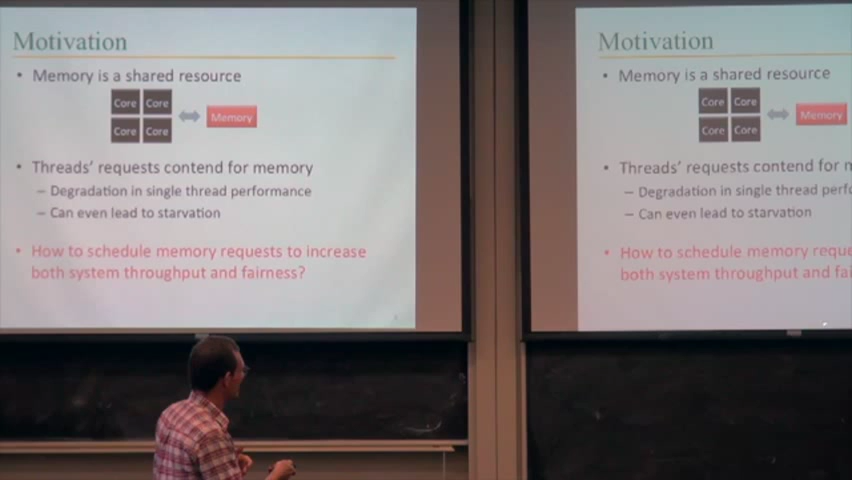 Motivation
• Memory is a shared resource
Core Core
Memory
Core Core
• Threads' requests contend for memory
– Degradation in single thread performance
– Can even lead to starvation
• How to schedule memory requests to increase
both system throughput and fairness?
Motivation
• Memory is a shared resource
Core Core
Memory
Core Core
• Threads' requests contend for m
– Degradation in single thread perfo
– Can even lead to starvation
• How to schedule memory reque
both system throughput and fai